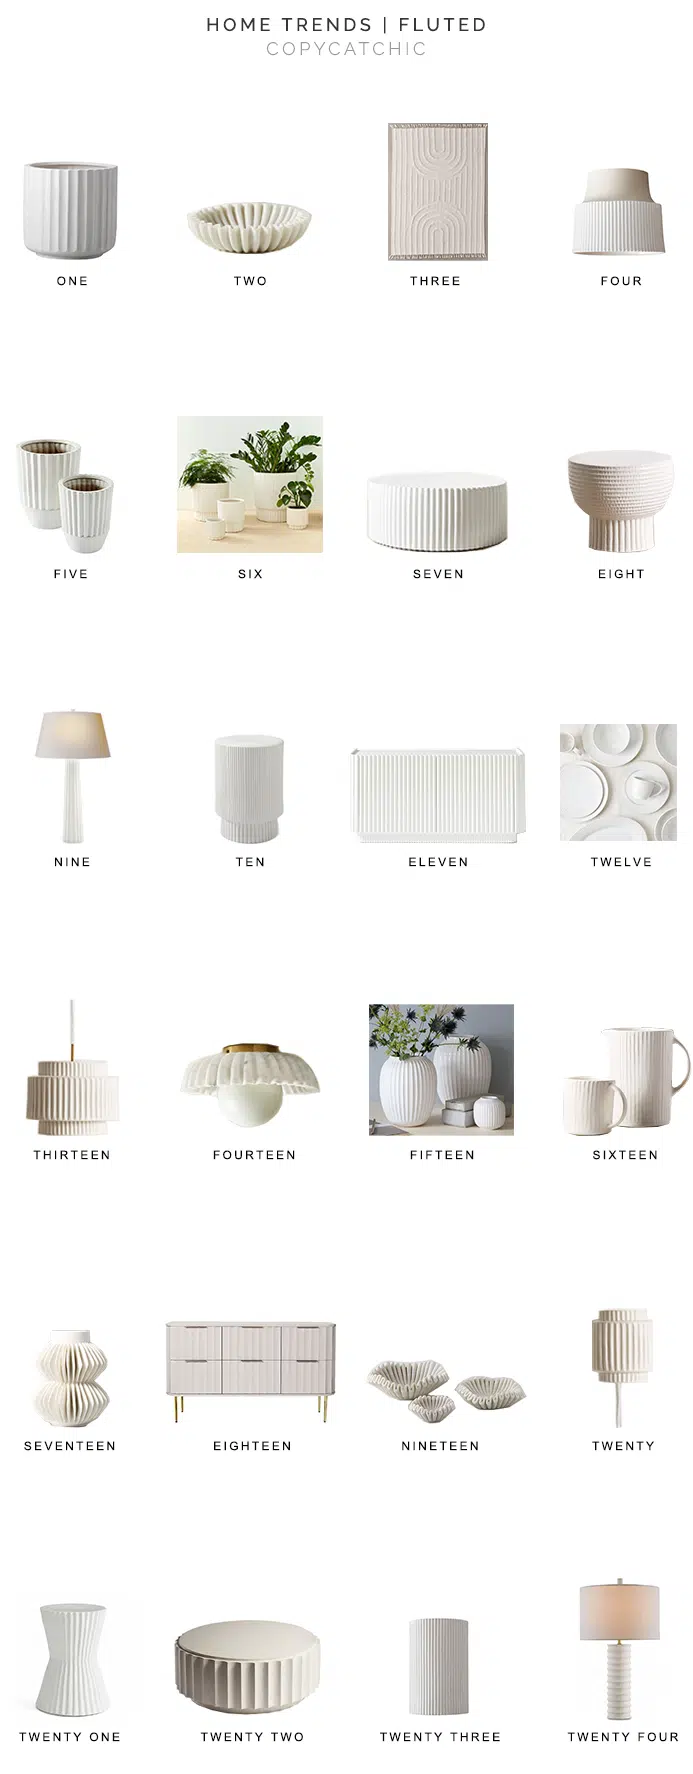 HOME TRENDS | FLUTED
COPYCATCHIC
ONE
TWO
THREE
FOUR
FIVE
SIX
SEVEN
EIGHT
NINE
TEN
ELEVEN
TWELVE
THIRTEEN
FOURTEEN
FIFTEEN
SIXTEEN
SEVENTEEN
EIGHTEEN
NINETEEN
TWENTY
TWENTY ONE
TWENTY TWO
TWENTY THREE
TWENTY FOUR